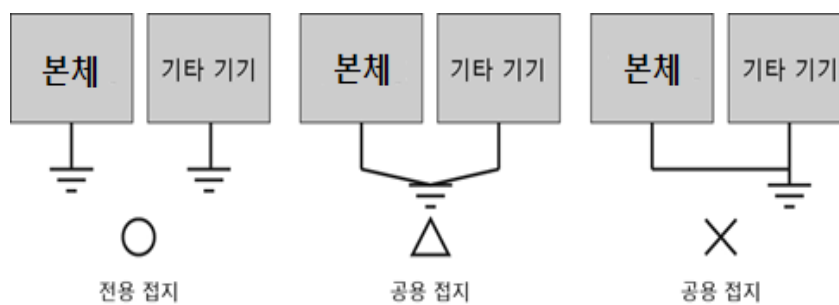 본체
기타 기기
본체
기타 기기
본체
기타 기기
전용 접지
공용 접지
공용 접지